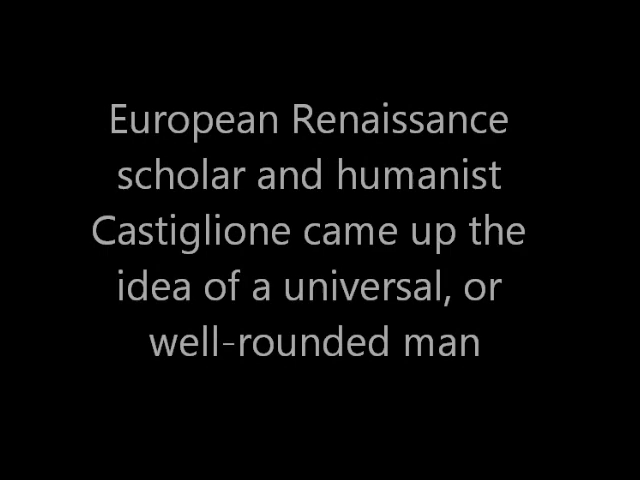 European Renaissance
scholar and humanist
Castiglione came up the
idea of a universal, or
well-rounded man